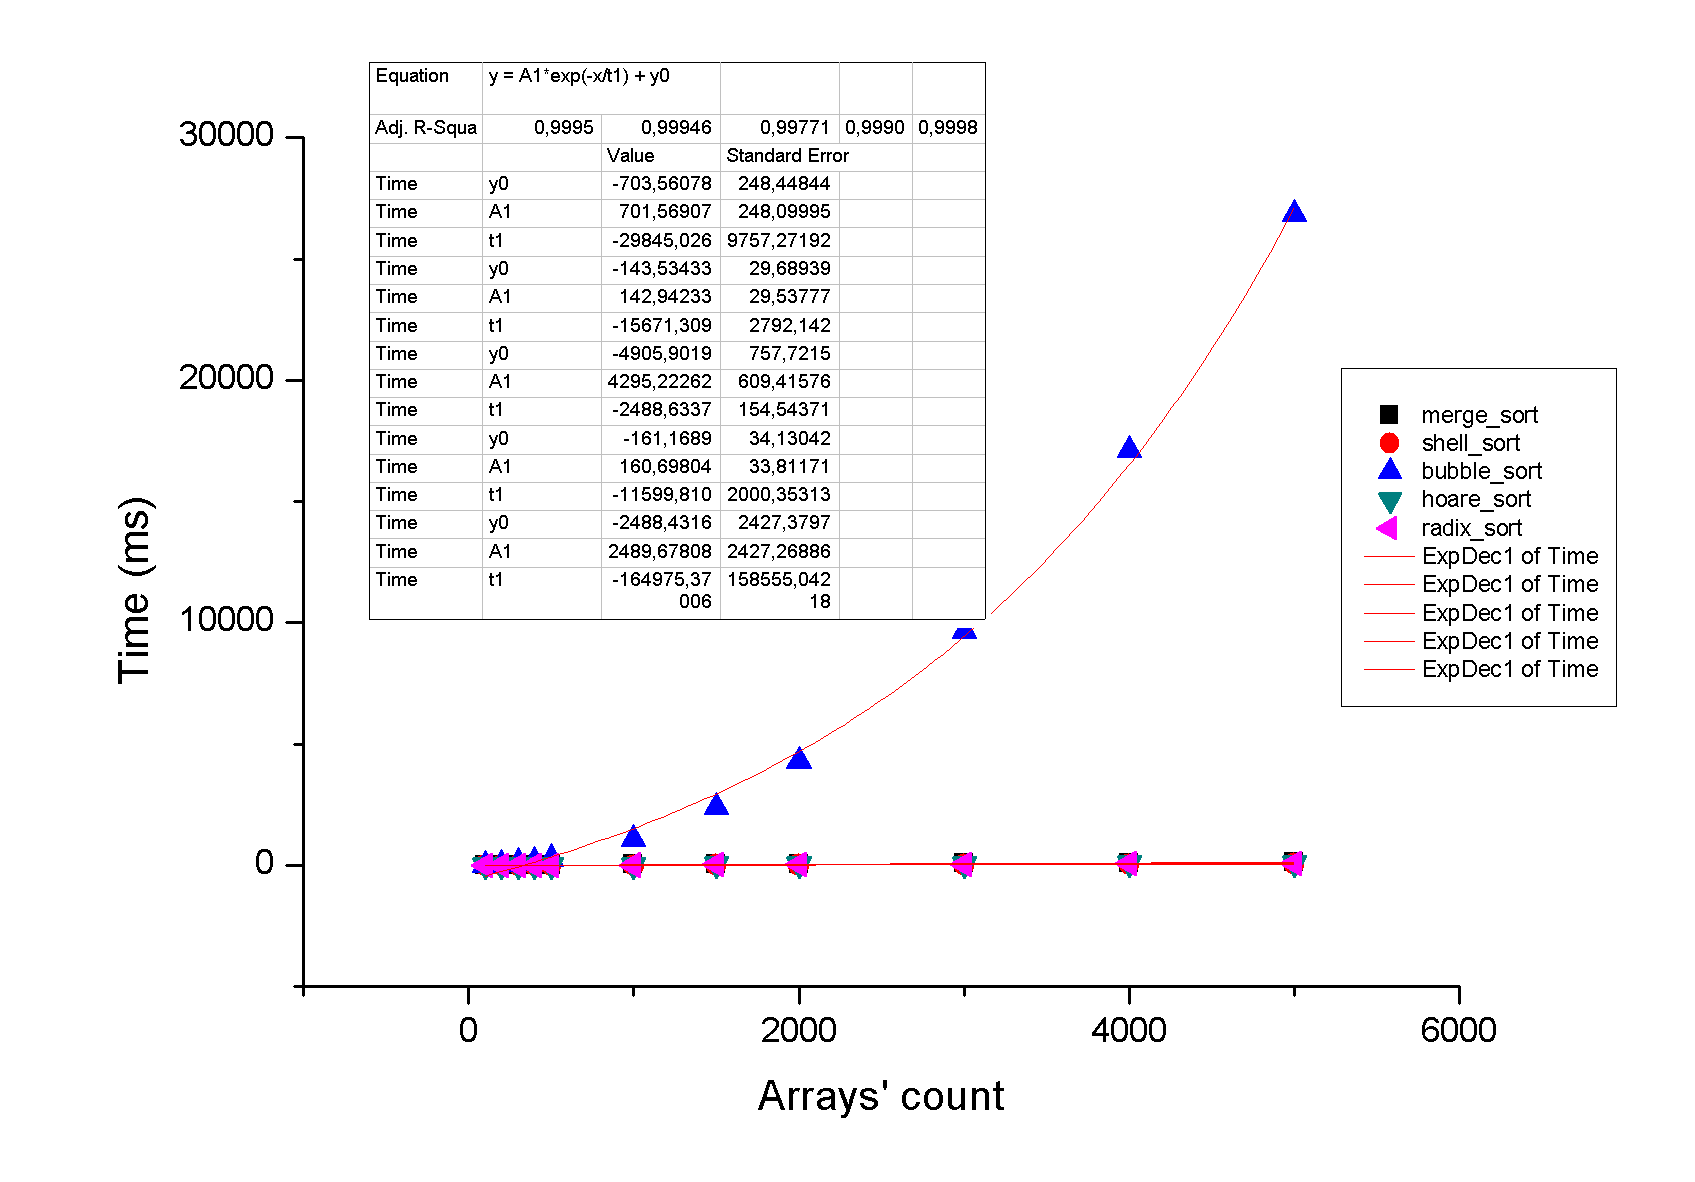 Equation y = A1*exp(-x/t1) + y0
Adj. R-Squa 0,9995 0,99946 0,99771 0,9990 0,9998
Value Standard Error
Time y0 -703,56078 248,44844
Time A1 701,56907 248,09995
Time t1 -29845,026 9757,27192
Time y0 -143,53433 29,68939
Time A1 142,94233 29,53777
Time t1 -15671,309 2792,142
Time y0 -4905,9019 757,7215
Time A1 4295,22262 609,41576
Time t1 -2488,6337 154,54371
Time y0 -161,1689 34,13042
Time A1 160,69804 33,81171
Time t1 -11599,810 2000,35313
Time y0 -2488,4316 2427,3797
Time A1 2489,67808 2427,26886
Time t1 -164975,37 158555,042
006 18
30000
20000
10000
0
Time (ms)
merge_sort
shell_sort
bubble_sort
hoare_sort
radix_sort
ExpDec1 of Time
ExpDec1 of Time
ExpDec1 of Time
ExpDec1 of Time
ExpDec1 of Time
0 2000 4000 6000
Arrays' count